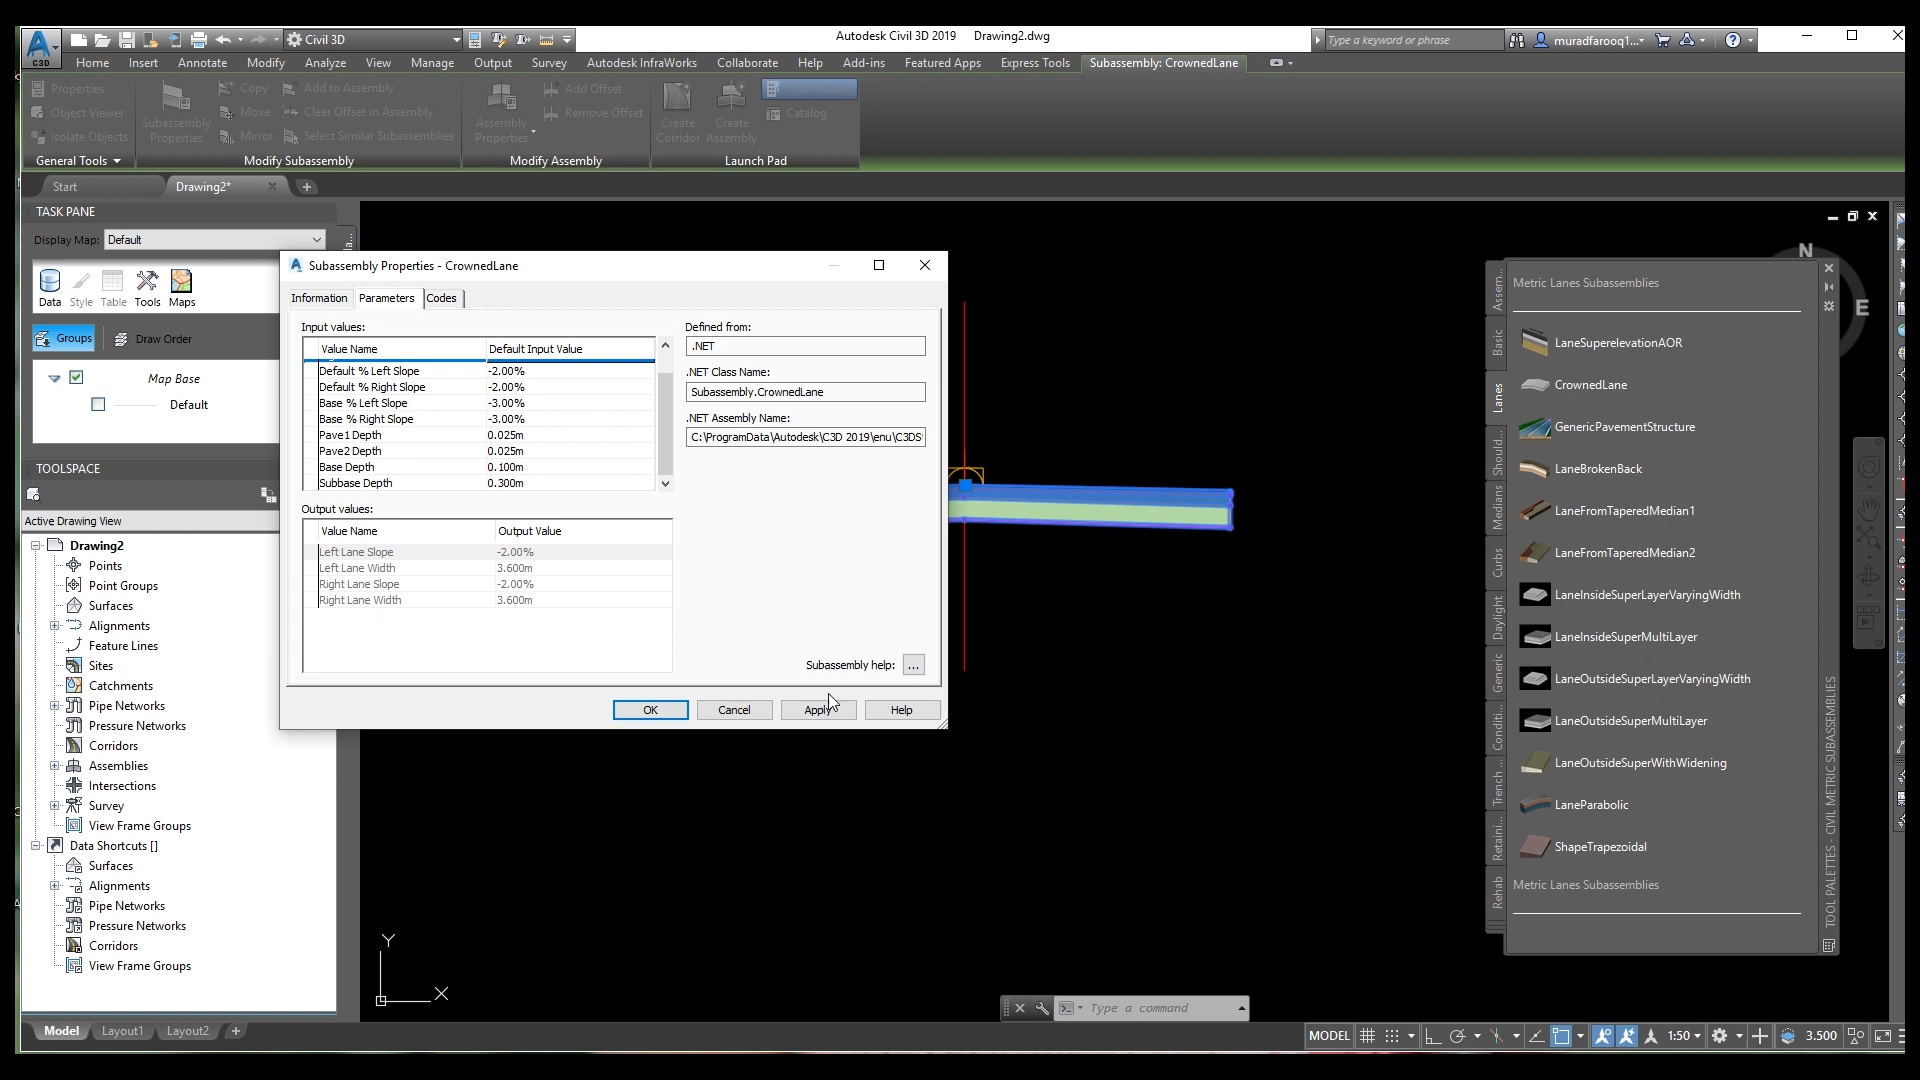 Civil 3D
Autodesk Civil 3D 2019 Drawing2.dwg
Type a keyword or phrase
muradfarooq1...
C3D
Home Insert Annotate Modify Analyze View Manage Output Survey Autodesk InfraWorks Collaborate Help Add-ins Featured Apps Express Tools Subassembly: CrownedLane
Properties
Object Viewer
Isolate Objects
Subassembly Properties
Copy
Move
Mirror
Add to Assembly
Clear Offset in Assembly
Select Similar Subassemblies
Assembly Properties
Add Offset
Remove Offset
Create Corridor
Create Assembly
Catalog
General Tools
Modify Subassembly
Modify Assembly
Launch Pad
Start
Drawing2*
TASK PANE
Display Map: Default
Data Style Table Tools Maps
Groups
Draw Order
Map Base
Default
TOOLSPACE
Active Drawing View
Drawing2
Points
Point Groups
Surfaces
Alignments
Feature Lines
Sites
Catchments
Pipe Networks
Pressure Networks
Corridors
Assemblies
Intersections
Survey
View Frame Groups
Data Shortcuts []
Surfaces
Alignments
Pipe Networks
Pressure Networks
Corridors
View Frame Groups
Subassembly Properties - CrownedLane
Information
Parameters
Codes
Input values:
Value Name Default Input Value
Default % Left Slope -2.00%
Default % Right Slope -2.00%
Base % Left Slope -3.00%
Base % Right Slope -3.00%
Pave1 Depth 0.025m
Pave2 Depth 0.025m
Base Depth 0.100m
Subbase Depth 0.300m
Output values:
Value Name Output Value
Left Lane Slope -2.00%
Left Lane Width 3.600m
Right Lane Slope -2.00%
Right Lane Width 3.600m
Defined from:
.NET
.NET Class Name:
Subassembly.CrownedLane
.NET Assembly Name:
C:\ProgramData\Autodesk\C3D 2019\enu\C3DS
Subassembly help: ...
OK
Cancel
Apply
Help
N
E
Metric Lanes Subassemblies
LaneSuperelevationAOR
CrownedLane
GenericPavementStructure
LaneBrokenBack
LaneFromTaperedMedian1
LaneFromTaperedMedian2
LaneInsideSuperLayerVaryingWidth
LaneInsideSuperMultiLayer
LaneOutsideSuperLayerVaryingWidth
LaneOutsideSuperMultiLayer
LaneOutsideSuperWithWidening
LaneParabolic
ShapeTrapezoidal
Metric Lanes Subassemblies
Assem...
Basic
Lanes
Should...
Medians
Curbs
Daylight
Generic
Conditi...
Trench ...
Retaini...
Rehab
TOOL PALETTES - CIVIL METRIC SUBASSEMBLIES
Y
X
Type a command
Model
Layout1
Layout2
MODEL
1:50
3.500